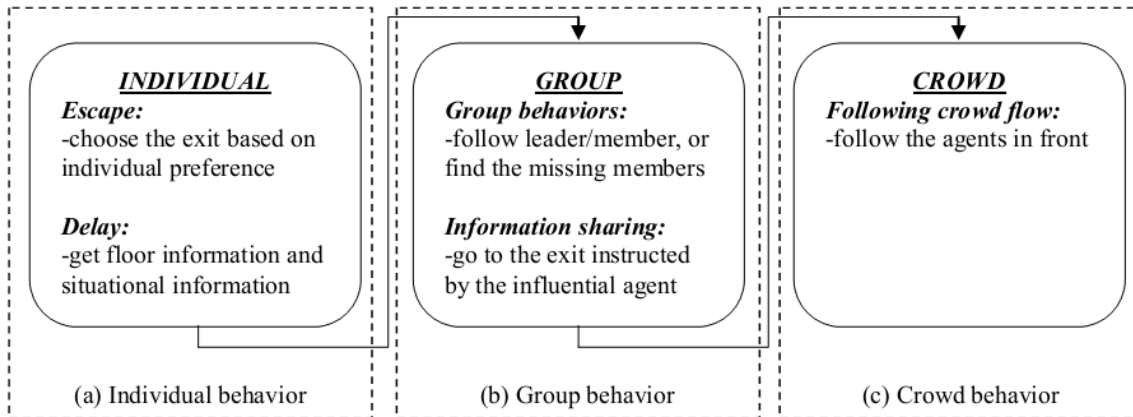 INDIVIDUAL
Escape:
-choose the exit based on
individual preference
Delay:
-get floor information and
situational information
(a) Individual behavior
GROUP
Group behaviors:
-follow leader/member, or
find the missing members
Information sharing:
-go to the exit instructed
by the influential agent
(b) Group behavior
CROWD
Following crowd flow:
-follow the agents in front
(c) Crowd behavior